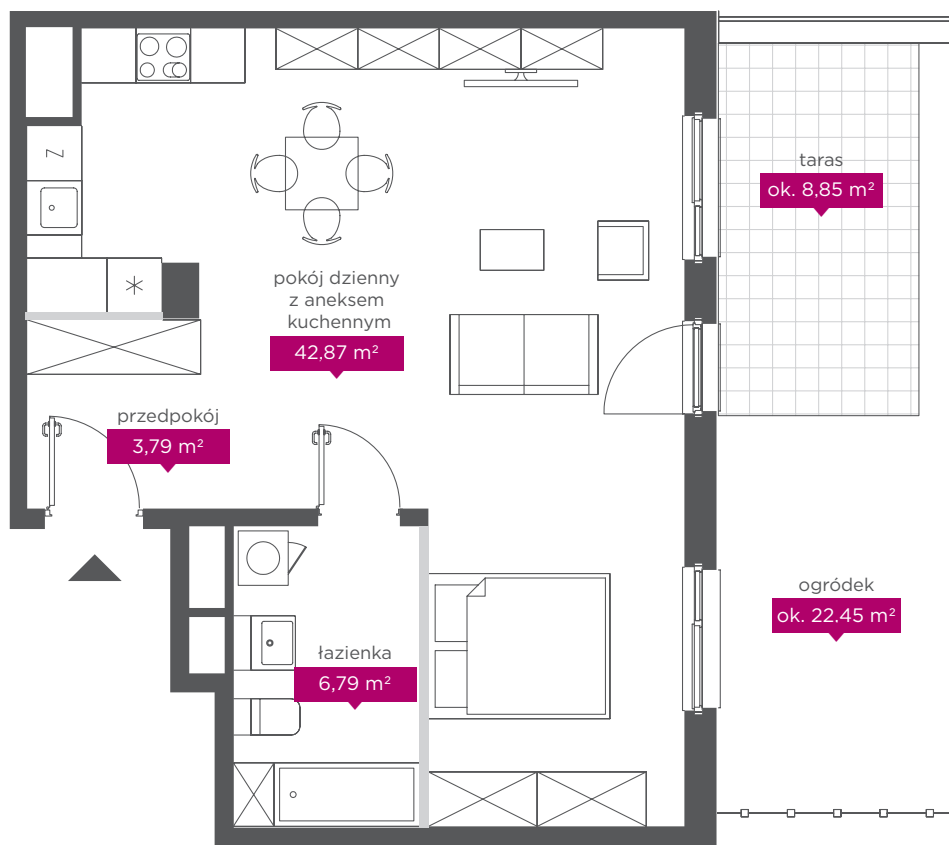 taras
ok. 8,85 m²
pokój dzienny
z aneksem
kuchennym
42,87 m²
przedpokój
3,79 m²
ogródek
ok. 22,45 m²
łazienka
6,79 m²